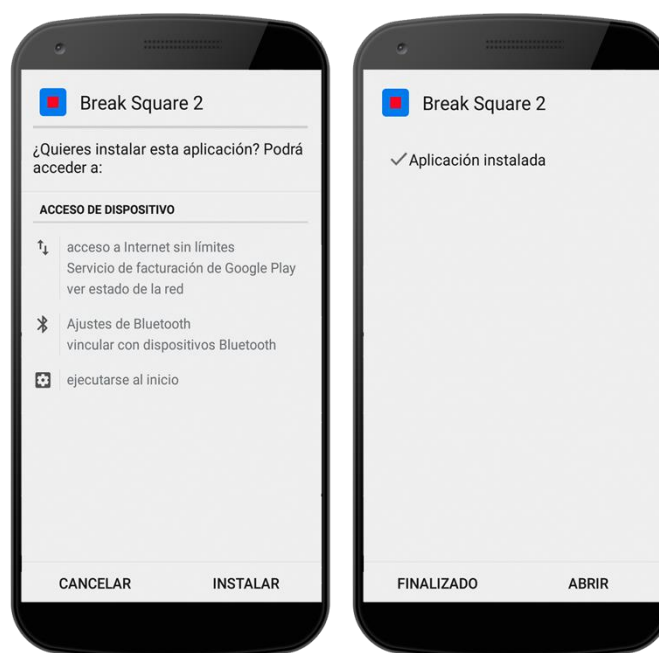 Break Square 2
¿Quieres instalar esta aplicación? Podrá
acceder a:
ACCESO DE DISPOSITIVO
acceso a Internet sin límites
Servicio de facturación de Google Play
ver estado de la red
Ajustes de Bluetooth
vincular con dispositivos Bluetooth
ejecutarse al inicio
CANCELAR INSTALAR
Break Square 2
Aplicación instalada
FINALIZADO ABRIR